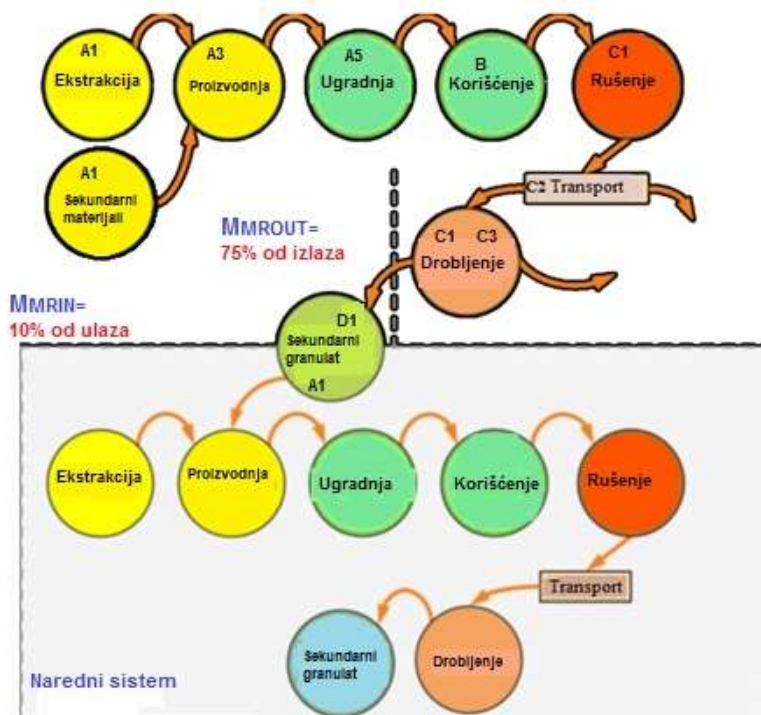 A1
Ekstrakcija
A3
Proizvodnja
A5
Ugradnja
B
Korišćenje
C1
Rušenje
A1
Sekundarni
materijali
C2 Transport
MMROUT=
75% od izlaza
C1 C3
Drobljenje
MMRIN=
10% od ulaza
D1
Sekundarni
granulat
A1
Ekstrakcija
Proizvodnja
Ugradnja
Korišćenje
Rušenje
Transport
Sekundarni
granulat
Drobljenje
Naredni sistem